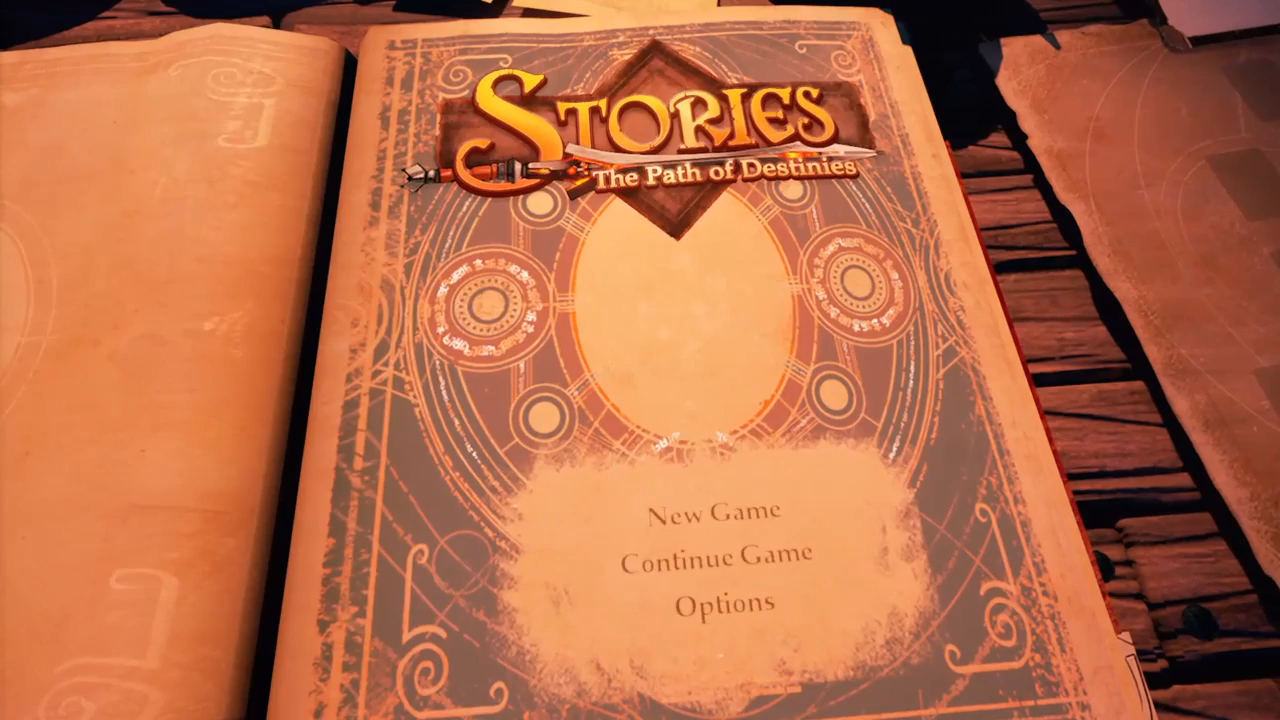 STORIES
The Path of Destinies
New Game
Continue Game
Options